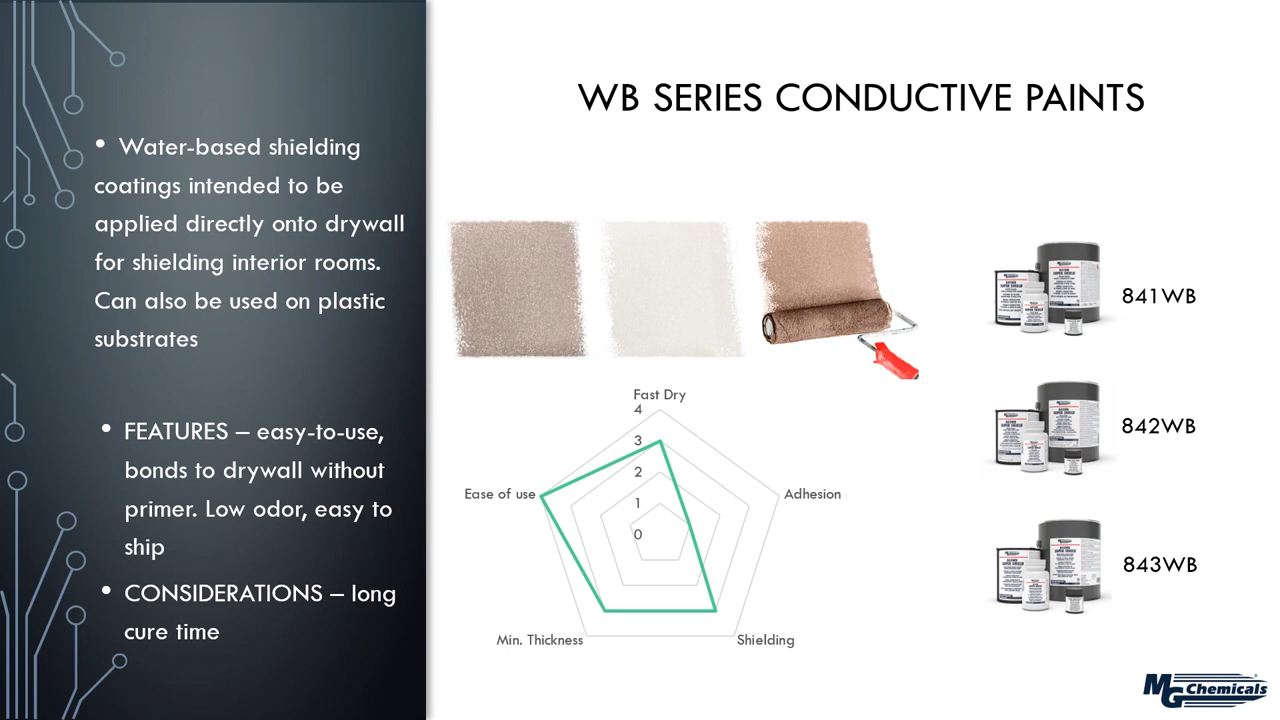 WB SERIES CONDUCTIVE PAINTS
• Water-based shielding
coatings intended to be
applied directly onto drywall
for shielding interior rooms.
Can also be used on plastic
substrates
• FEATURES – easy-to-use,
bonds to drywall without
primer. Low odor, easy to
ship
• CONSIDERATIONS – long
cure time
Fast Dry
4
3
2
1
0
Ease of use
Adhesion
Min. Thickness
Shielding
841WB
842WB
843WB
MG Chemicals